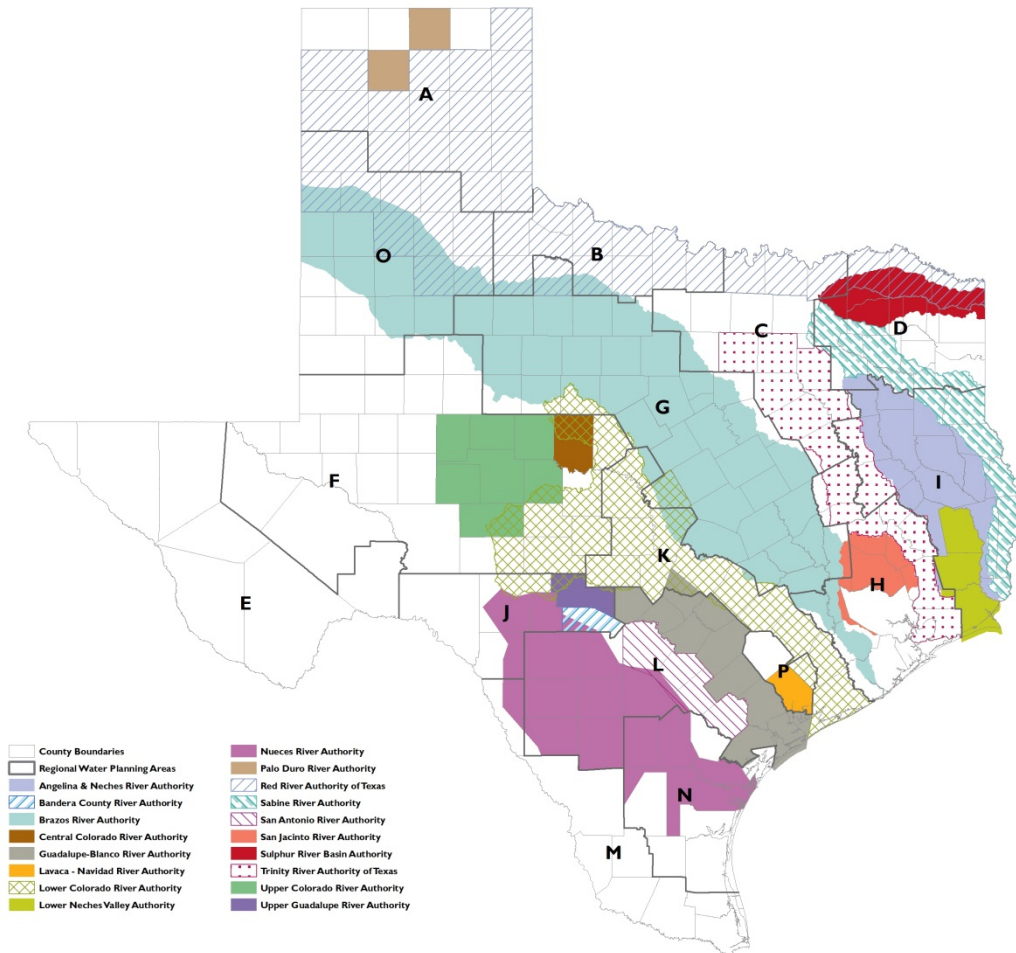 A
O
B
C
D
G
F
I
K
H
E
J
L
P
N
M
County Boundaries
Regional Water Planning Areas
Angelina & Neches River Authority
Bandera County River Authority
Brazos River Authority
Central Colorado River Authority
Guadalupe-Blanco River Authority
Lavaca - Navidad River Authority
Lower Colorado River Authority
Lower Neches Valley Authority
Nueces River Authority
Palo Duro River Authority
Red River Authority of Texas
Sabine River Authority
San Antonio River Authority
San Jacinto River Authority
Sulphur River Basin Authority
Trinity River Authority of Texas
Upper Colorado River Authority
Upper Guadalupe River Authority